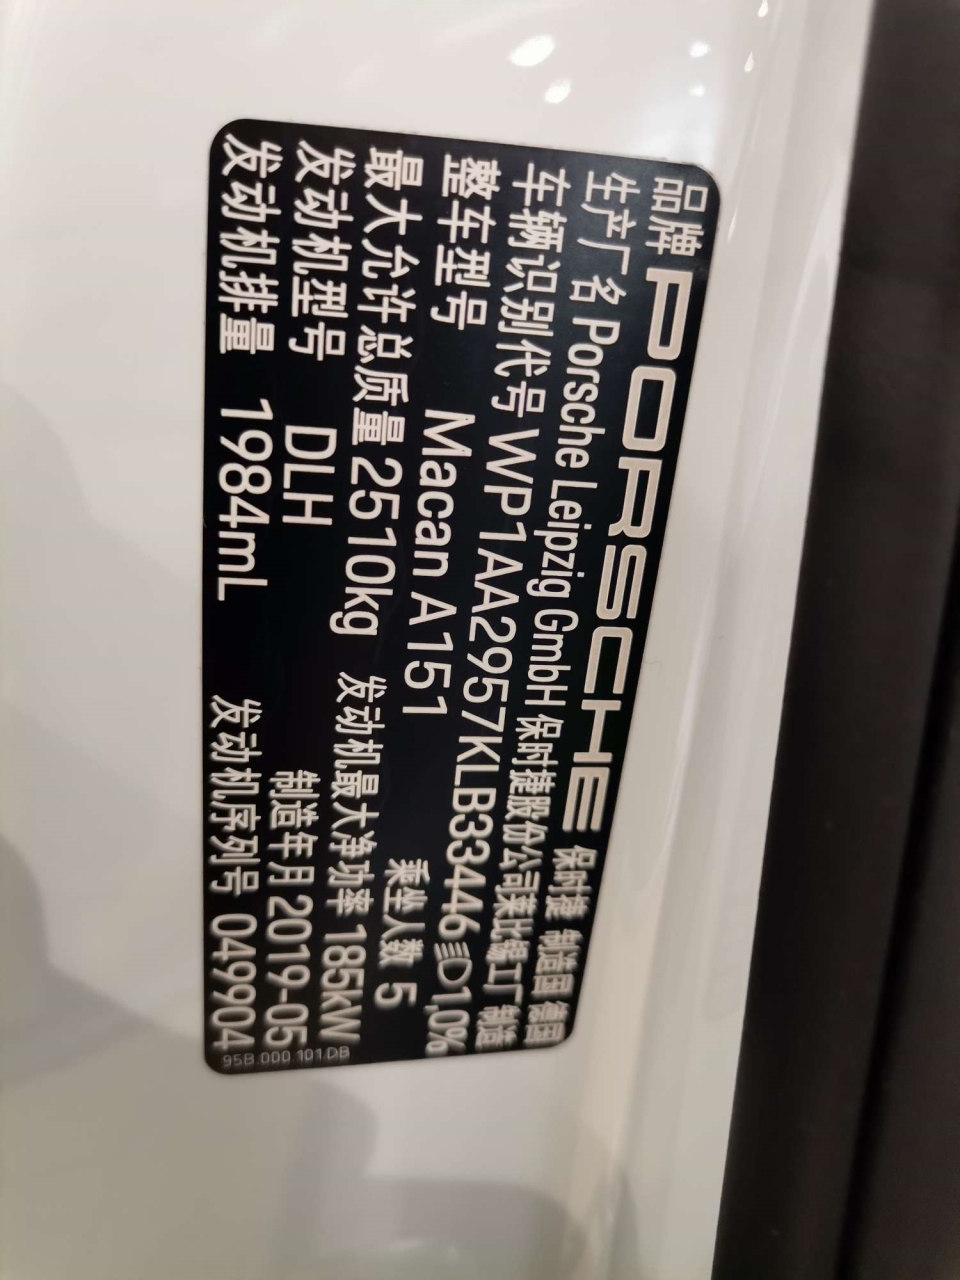 品牌 PORSCHE 保时捷 制造国 德国
生产厂名 Porsche Leipzig GmbH 保时捷股份公司莱比锡工厂 制造
车辆识别代号 WP1AA2957KLB33446 1,0%
整车型号 Macan A151 乘坐人数 5
最大允许总质量 2510kg 发动机最大净功率 185kW
发动机型号 DLH 制造年月 2019-05
发动机排量 1984mL 发动机序列号 049904
95B.000.101.DB